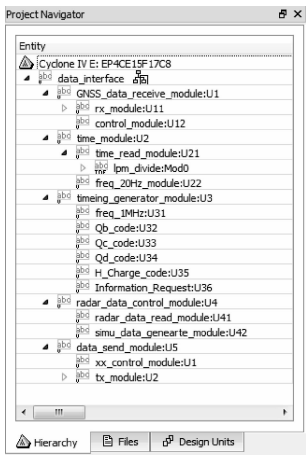 Project Navigator
Entity
Cyclone IV E: EP4CE15F17C8
data_interface
GNSS_data_receive_module:U1
rx_module:U11
control_module:U12
time_module:U2
time_read_module:U21
lpm_divide:Mod0
freq_20Hz_module:U22
timeing_generator_module:U3
freq_1MHz:U31
Qb_code:U32
Qc_code:U33
Qd_code:U34
H_Charge_code:U35
Information_Request:U36
radar_data_control_module:U4
radar_data_read_module:U41
simu_data_genearte_module:U42
data_send_module:U5
xx_control_module:U1
tx_module:U2
Hierarchy Files Design Units